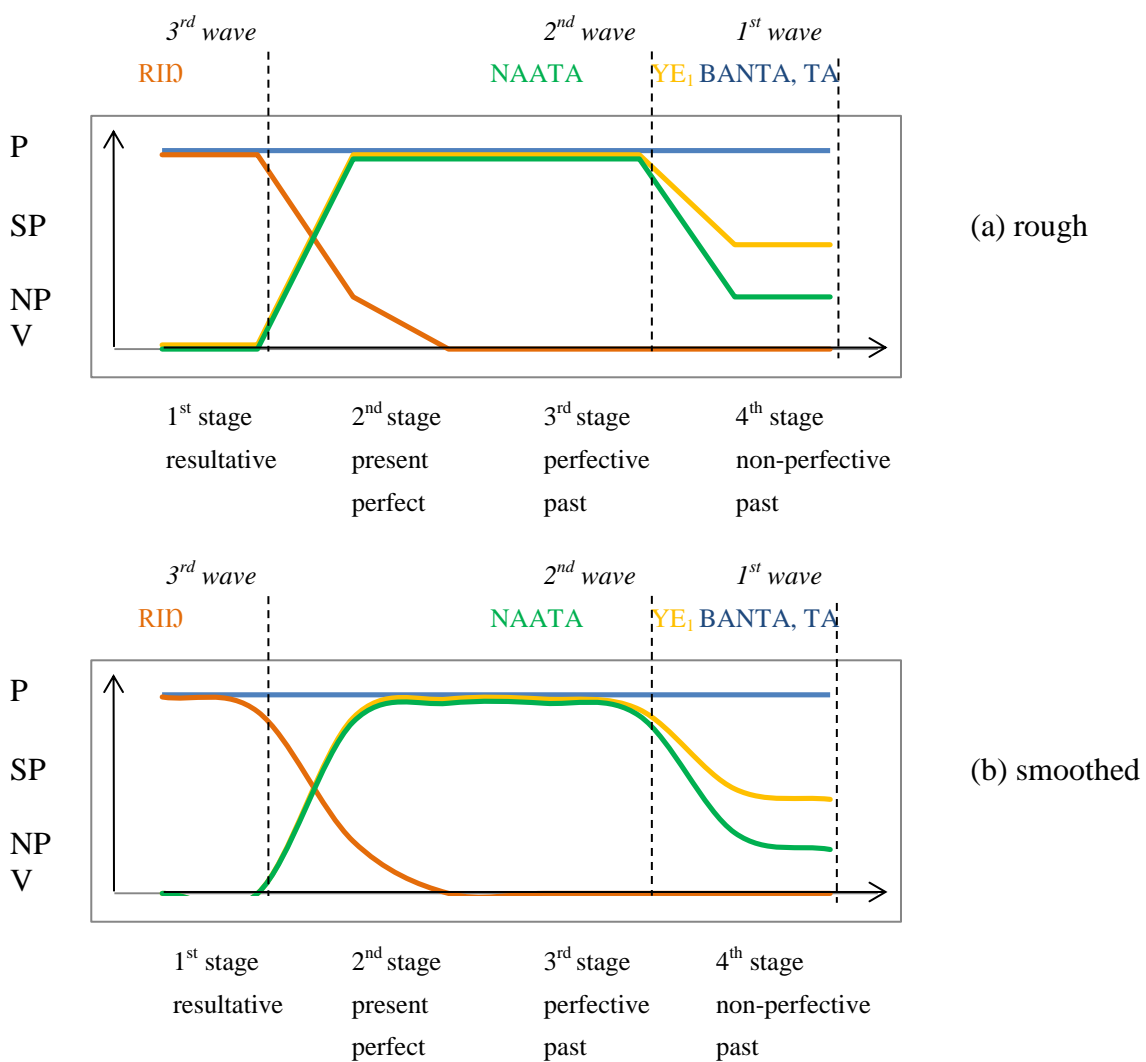 3rd wave 2nd wave 1st wave
RIŊ NAATA YE1 BANTA, TA
P
SP (a) rough
NP
V
1st stage 2nd stage 3rd stage 4th stage
resultative present perfective non-perfective
perfect past past
3rd wave 2nd wave 1st wave
RIŊ NAATA YE1 BANTA, TA
P
SP (b) smoothed
NP
V
1st stage 2nd stage 3rd stage 4th stage
resultative present perfective non-perfective
perfect past past